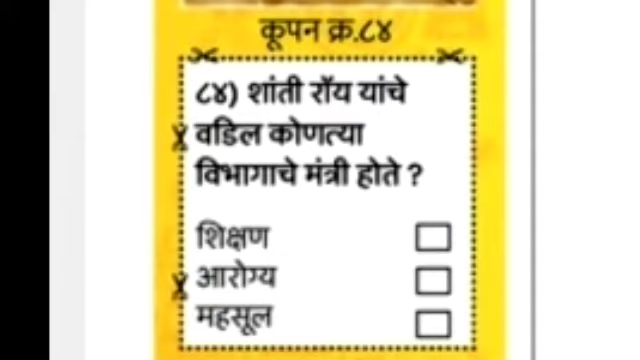 कूपन क्र.८४
८४) शांती रॉय यांचे
वडिल कोणत्या
विभागाचे मंत्री होते ?
शिक्षण
आरोग्य
महसूल